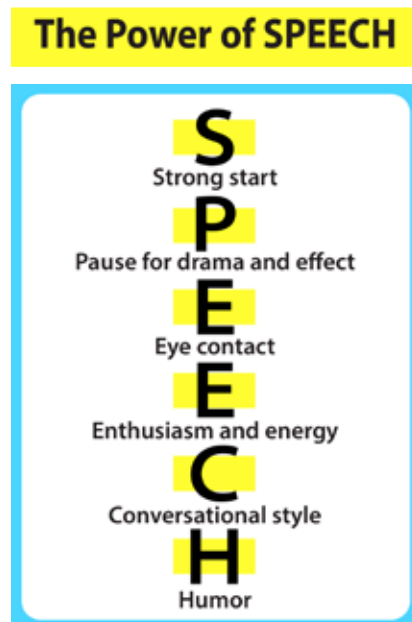 The Power of SPEECH
S
Strong start
P
Pause for drama and effect
E
Eye contact
E
Enthusiasm and energy
C
Conversational style
H
Humor